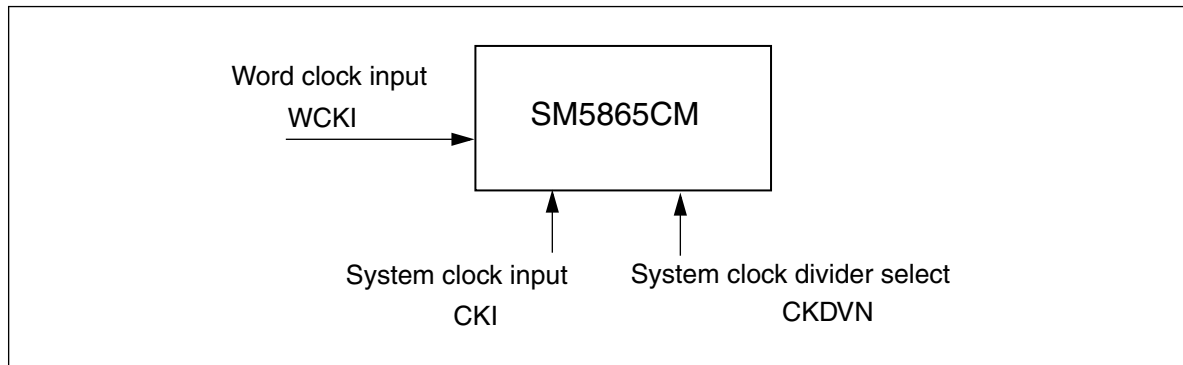 Word clock input
WCKI
SM5865CM
System clock input
CKI
System clock divider select
CKDVN